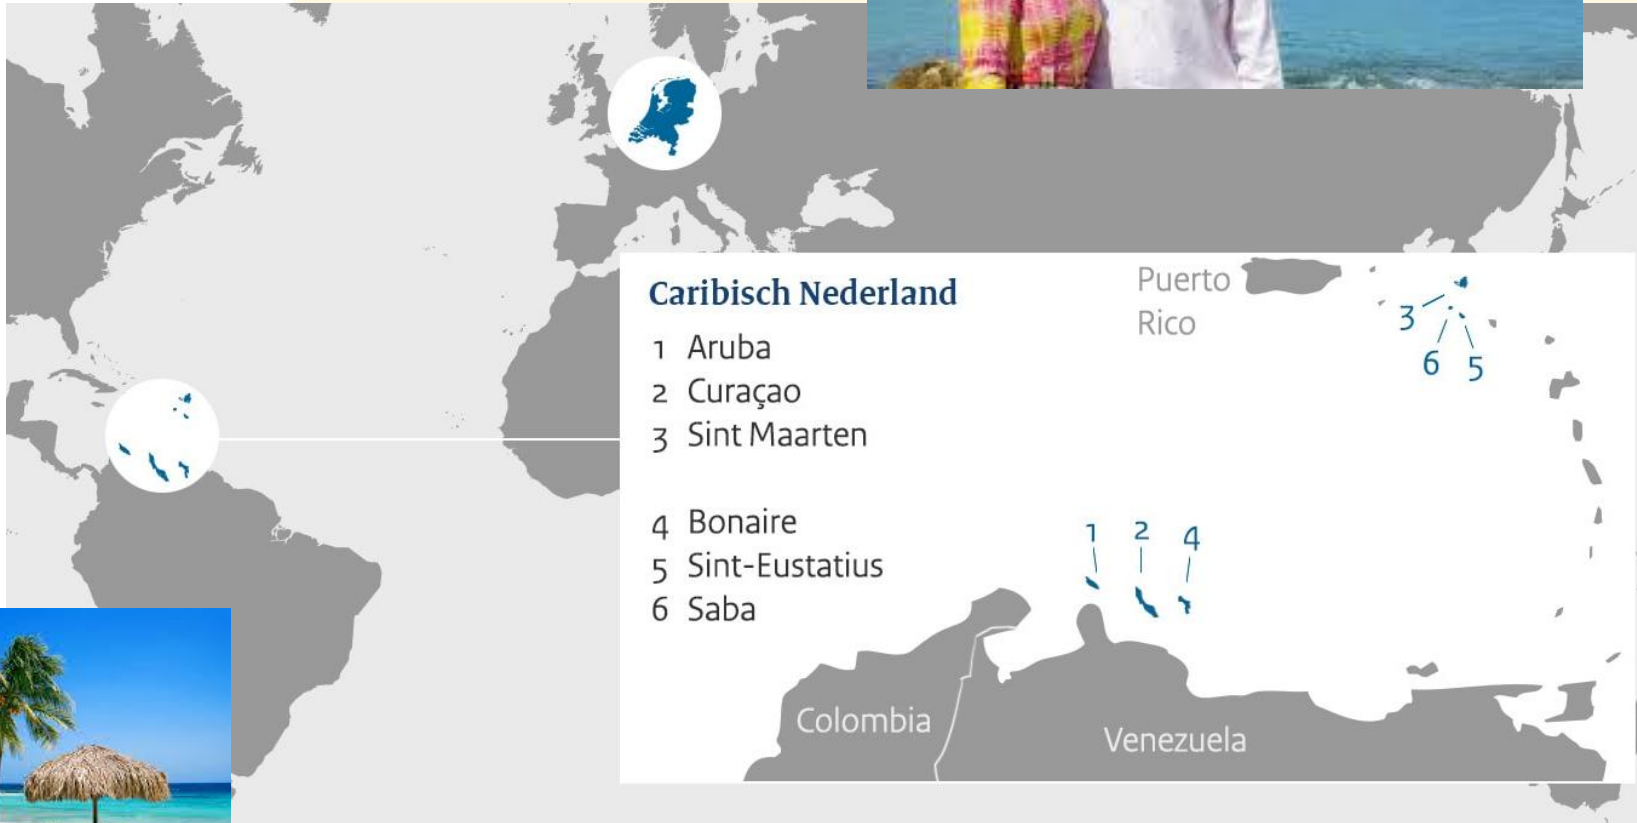 Caribisch Nederland
1 Aruba
2 Curaçao
3 Sint Maarten
4 Bonaire
5 Sint-Eustatius
6 Saba
Puerto
Rico
3
6 5
1 2 4
Colombia
Venezuela